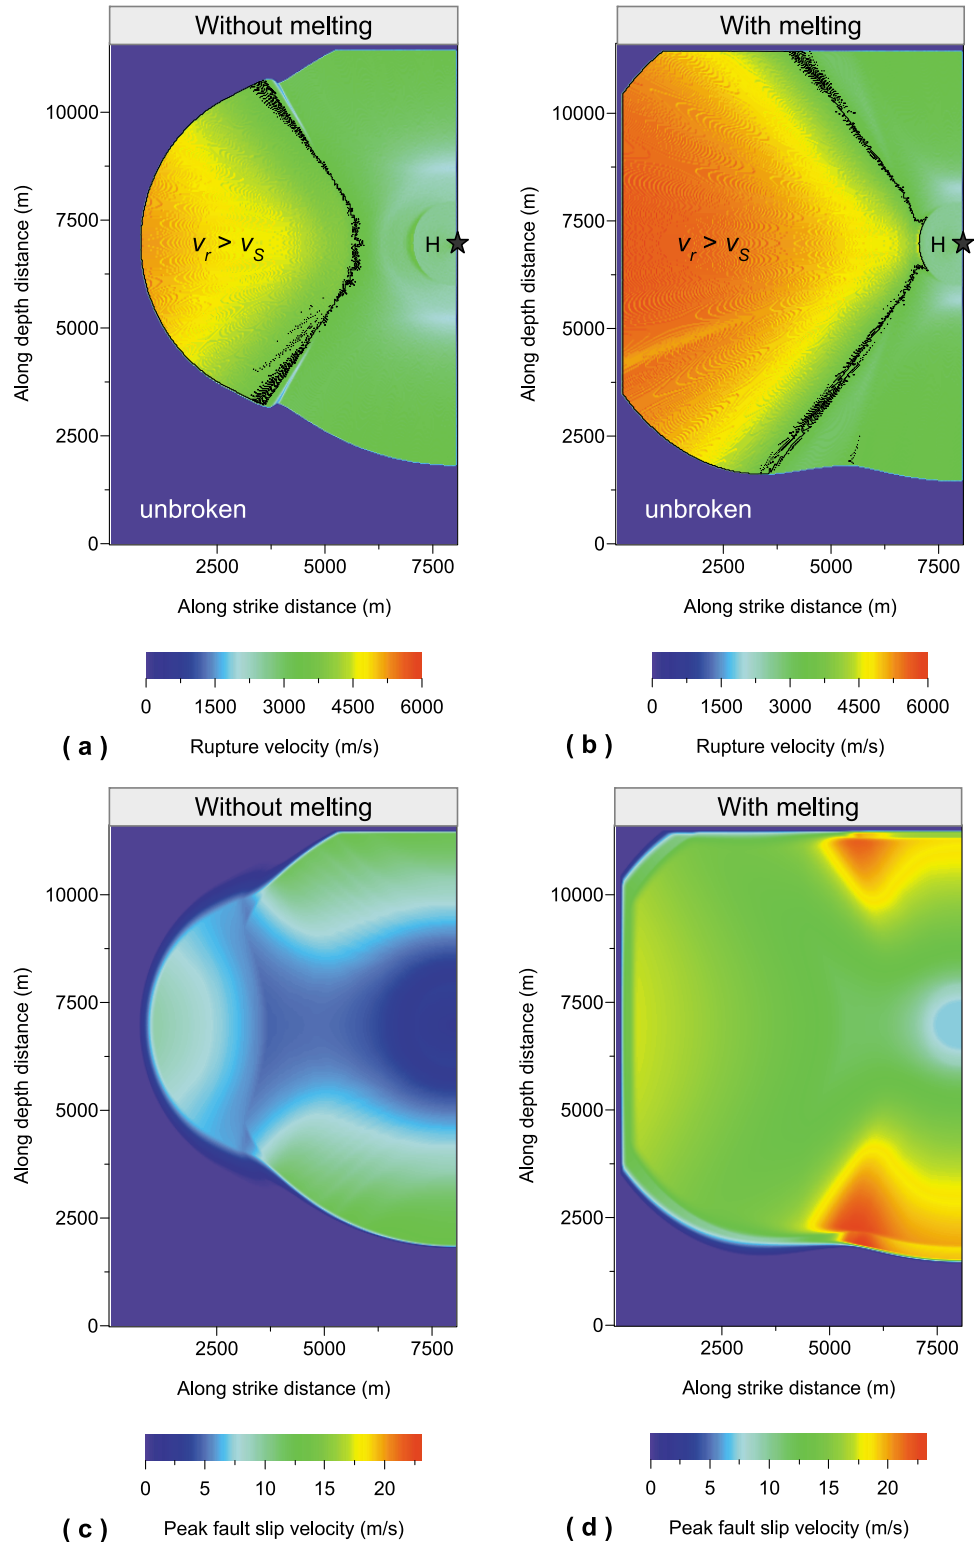 Without melting
Along depth distance (m)
10000
7500
5000
2500
0
v_r > v_S
H
unbroken
2500 5000 7500
Along strike distance (m)
0 1500 3000 4500 6000
( a ) Rupture velocity (m/s)
With melting
Along depth distance (m)
10000
7500
5000
2500
0
v_r > v_S
H
unbroken
2500 5000 7500
Along strike distance (m)
0 1500 3000 4500 6000
( b ) Rupture velocity (m/s)
Without melting
Along depth distance (m)
10000
7500
5000
2500
0
2500 5000 7500
Along strike distance (m)
0 5 10 15 20
( c ) Peak fault slip velocity (m/s)
With melting
Along depth distance (m)
10000
7500
5000
2500
0
2500 5000 7500
Along strike distance (m)
0 5 10 15 20
( d ) Peak fault slip velocity (m/s)